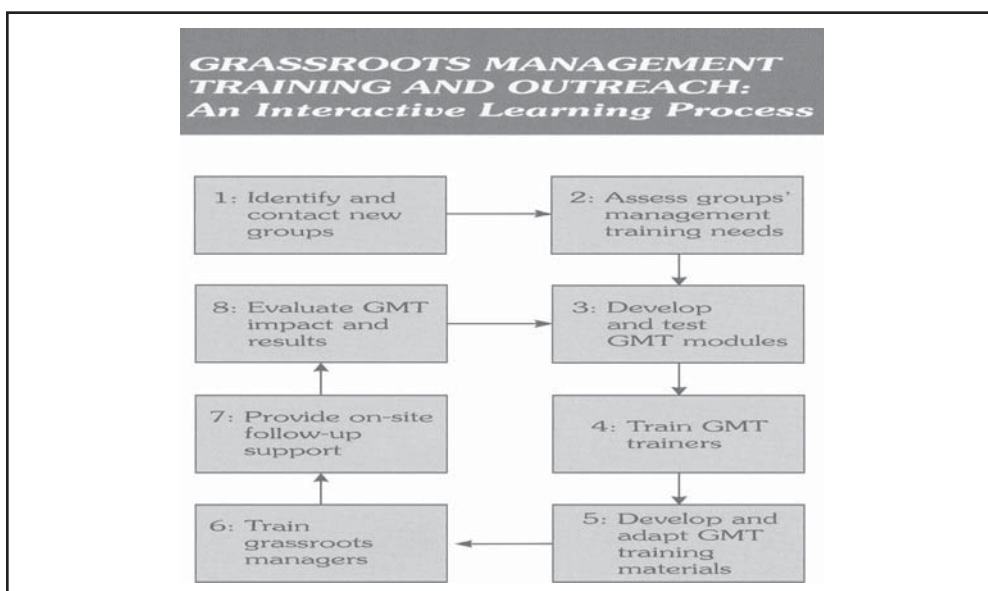 GRASSROOTS MANAGEMENT
TRAINING AND OUTREACH:
An Interactive Learning Process
1: Identify and
contact new
groups
2: Assess groups'
management
training needs
8: Evaluate GMT
impact and
results
3: Develop
and test
GMT modules
7: Provide on-site
follow-up
support
4: Train GMT
trainers
6: Train
grassroots
managers
5: Develop and
adapt GMT
training
materials